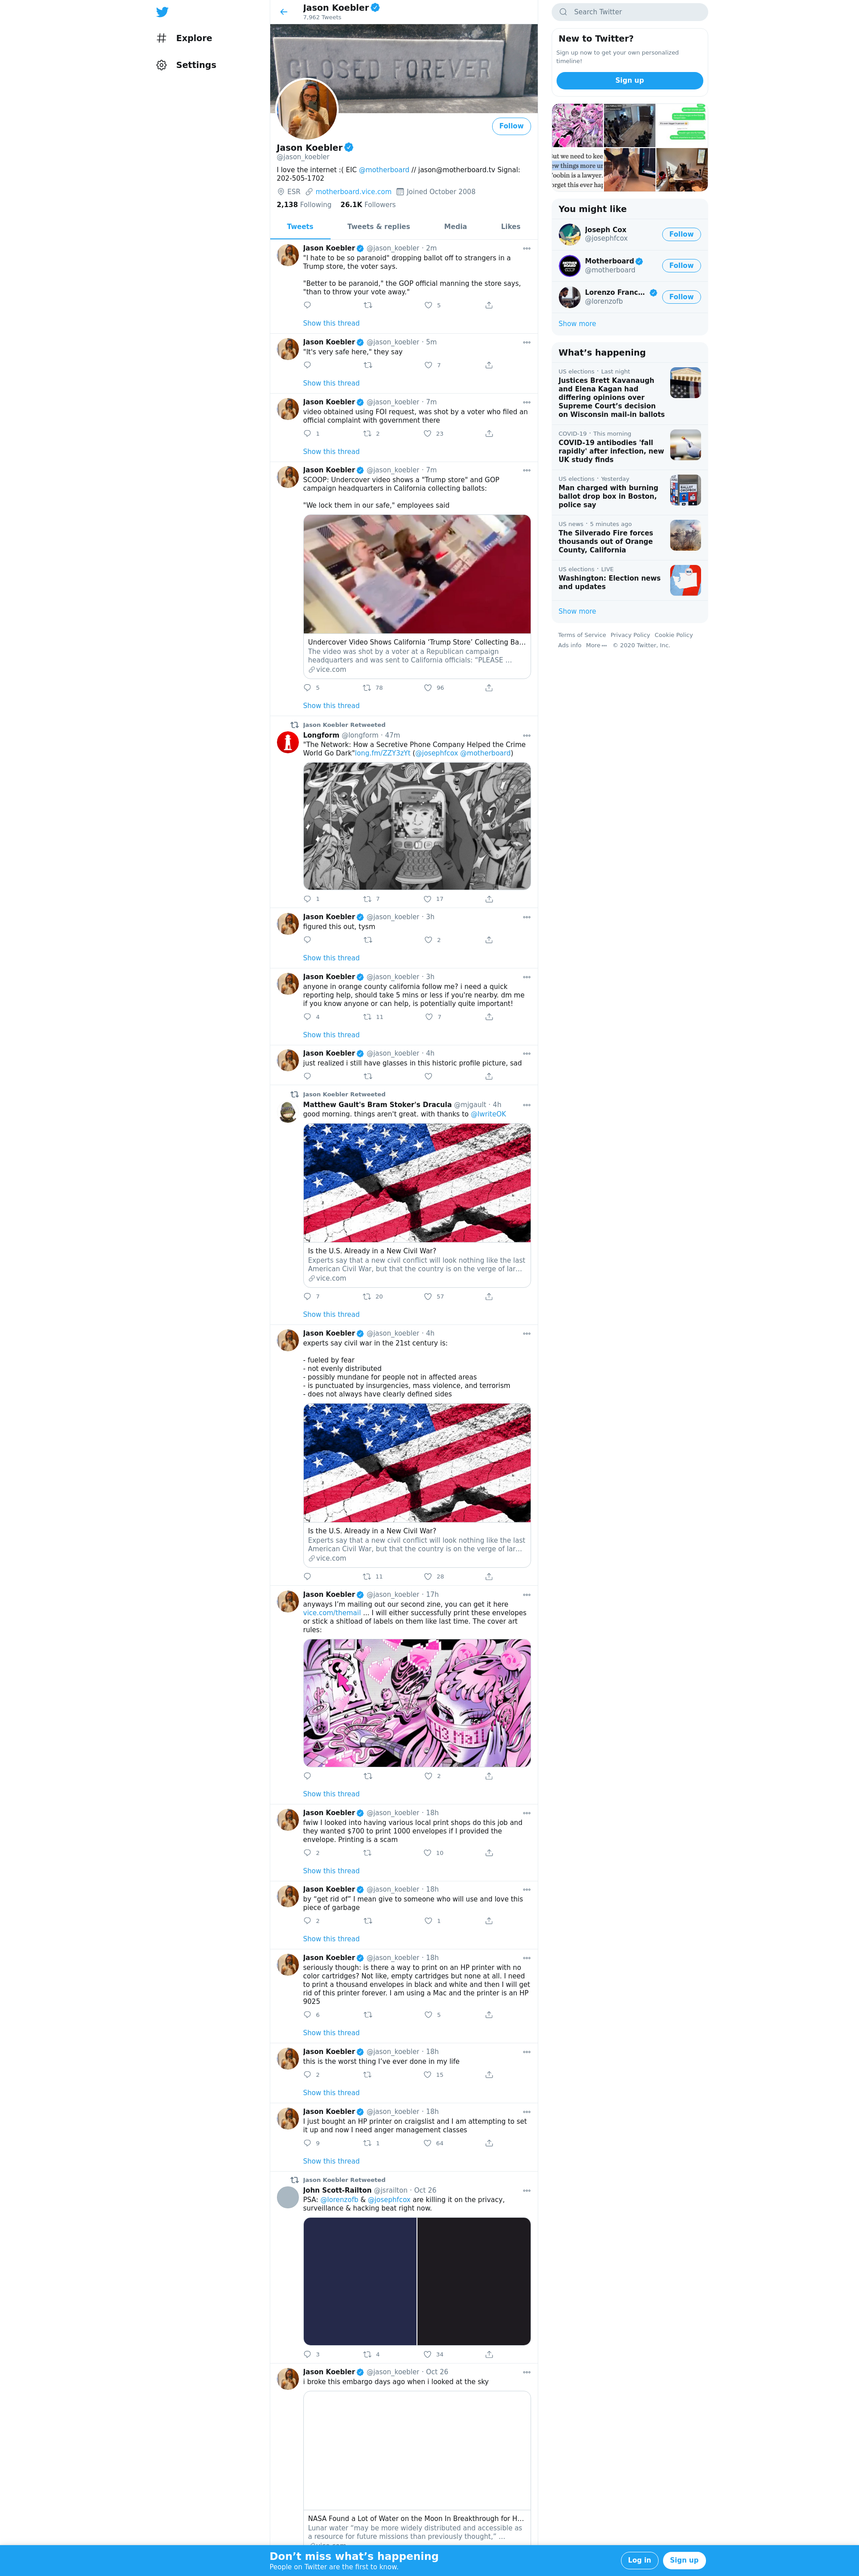 Explore
Settings
Jason Koebler
7,962 Tweets
CLOSED FOREVER
Follow
Jason Koebler
@jason_koebler
I love the internet :( EIC @motherboard // jason@motherboard.tv Signal:
202-505-1702
ESR motherboard.vice.com Joined October 2008
2,138 Following 26.1K Followers
Tweets Tweets & replies Media Likes
Jason Koebler @jason_koebler · 2m
"I hate to be so paranoid" dropping ballot off to strangers in a
Trump store, the voter says.
"Better to be paranoid," the GOP official manning the store says,
"than to throw your vote away."
5
Show this thread
Jason Koebler @jason_koebler · 5m
"It's very safe here," they say
7
Show this thread
Jason Koebler @jason_koebler · 7m
video obtained using FOI request, was shot by a voter who filed an
official complaint with government there
1 2 23
Show this thread
Jason Koebler @jason_koebler · 7m
SCOOP: Undercover video shows a "Trump store" and GOP
campaign headquarters in California collecting ballots:
"We lock them in our safe," employees said
Undercover Video Shows California 'Trump Store' Collecting Ba...
The video was shot by a voter at a Republican campaign
headquarters and was sent to California officials: "PLEASE ...
vice.com
5 78 96
Show this thread
Jason Koebler Retweeted
Longform @longform · 47m
"The Network: How a Secretive Phone Company Helped the Crime
World Go Dark"long.fm/ZZY3zYt (@josephfcox @motherboard)
1 7 17
Jason Koebler @jason_koebler · 3h
figured this out, tysm
2
Show this thread
Jason Koebler @jason_koebler · 3h
anyone in orange county california follow me? i need a quick
reporting help, should take 5 mins or less if you're nearby. dm me
if you know anyone or can help, is potentially quite important!
4 11 7
Show this thread
Jason Koebler @jason_koebler · 4h
just realized i still have glasses in this historic profile picture, sad
Jason Koebler Retweeted
Matthew Gault's Bram Stoker's Dracula @mjgault · 4h
good morning. things aren't great. with thanks to @IwriteOK
Is the U.S. Already in a New Civil War?
Experts say that a new civil conflict will look nothing like the last
American Civil War, but that the country is on the verge of lar...
vice.com
7 20 57
Show this thread
Jason Koebler @jason_koebler · 4h
experts say civil war in the 21st century is:
- fueled by fear
- not evenly distributed
- possibly mundane for people not in affected areas
- is punctuated by insurgencies, mass violence, and terrorism
- does not always have clearly defined sides
Is the U.S. Already in a New Civil War?
Experts say that a new civil conflict will look nothing like the last
American Civil War, but that the country is on the verge of lar...
vice.com
11 28
Jason Koebler @jason_koebler · 17h
anyways I'm mailing out our second zine, you can get it here
vice.com/themail ... I will either successfully print these envelopes
or stick a shitload of labels on them like last time. The cover art
rules:
2
Show this thread
Jason Koebler @jason_koebler · 18h
fwiw I looked into having various local print shops do this job and
they wanted $700 to print 1000 envelopes if I provided the
envelope. Printing is a scam
2 10
Show this thread
Jason Koebler @jason_koebler · 18h
by "get rid of" I mean give to someone who will use and love this
piece of garbage
2 1
Show this thread
Jason Koebler @jason_koebler · 18h
seriously though: is there a way to print on an HP printer with no
color cartridges? Not like, empty cartridges but none at all. I need
to print a thousand envelopes in black and white and then I will get
rid of this printer forever. I am using a Mac and the printer is an HP
9025
6 5
Show this thread
Jason Koebler @jason_koebler · 18h
this is the worst thing I've ever done in my life
2 15
Show this thread
Jason Koebler @jason_koebler · 18h
I just bought an HP printer on craigslist and I am attempting to set
it up and now I need anger management classes
9 1 64
Show this thread
Jason Koebler Retweeted
John Scott-Railton @jsrailton · Oct 26
PSA: @lorenzofb & @josephfcox are killing it on the privacy,
surveillance & hacking beat right now.
3 4 34
Jason Koebler @jason_koebler · Oct 26
i broke this embargo days ago when i looked at the sky
NASA Found a Lot of Water on the Moon In Breakthrough for H...
Lunar water "may be more widely distributed and accessible as
a resource for future missions than previously thought," ...
Search Twitter
New to Twitter?
Sign up now to get your own personalized
timeline!
Sign up
You might like
Joseph Cox
@josephfcox
Follow
Motherboard
@motherboard
Follow
Lorenzo Franc...
@lorenzofb
Follow
Show more
What's happening
US elections · Last night
Justices Brett Kavanaugh
and Elena Kagan had
differing opinions over
Supreme Court's decision
on Wisconsin mail-in ballots
COVID-19 · This morning
COVID-19 antibodies 'fall
rapidly' after infection, new
UK study finds
US elections · Yesterday
Man charged with burning
ballot drop box in Boston,
police say
US news · 5 minutes ago
The Silverado Fire forces
thousands out of Orange
County, California
US elections · LIVE
Washington: Election news
and updates
Show more
Terms of Service Privacy Policy Cookie Policy
Ads info More © 2020 Twitter, Inc.
Don't miss what's happening
People on Twitter are the first to know.
Log in
Sign up